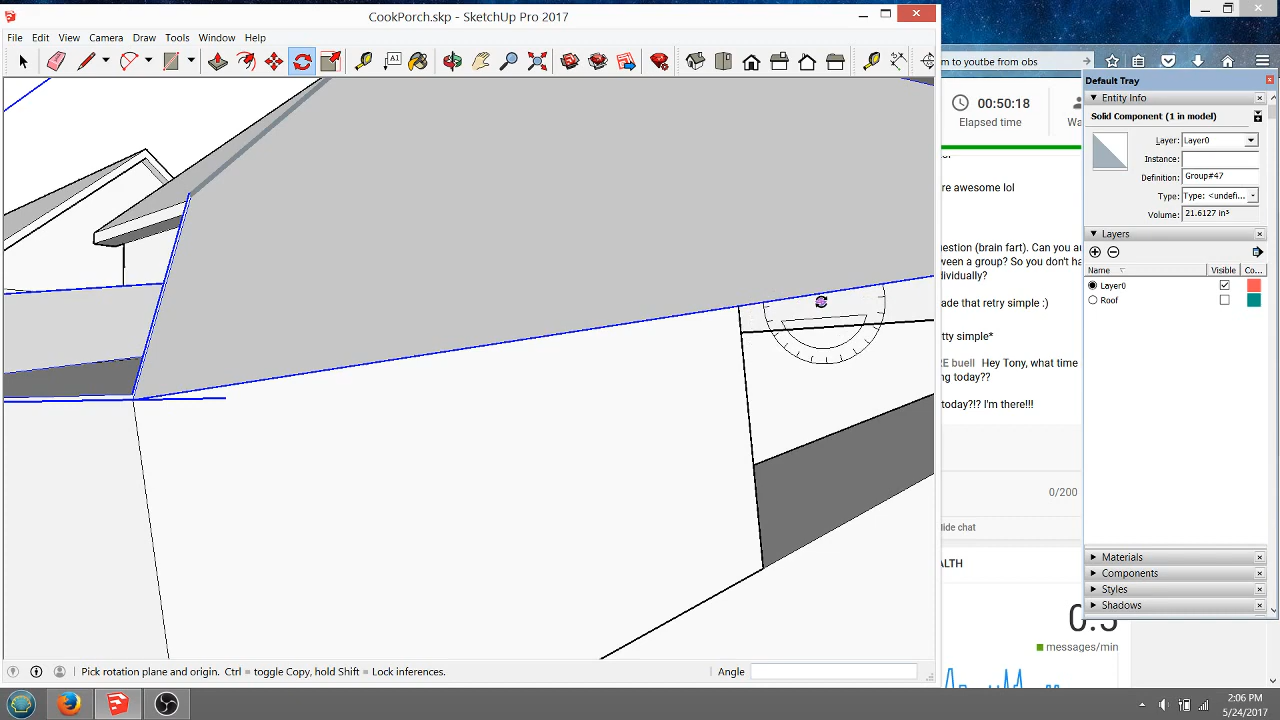 CookPorch.skp - SketchUp Pro 2017
File Edit View Camera Draw Tools Window Help
m to youtbe from obs
Default Tray
Entity Info
Solid Component (1 in model)
Layer: Layer0
Instance:
Definition: Group#47
Type: Type: <undefi...
Volume: 21.6127 in³
Layers
Name Visible Co...
Layer0
Roof
Materials
Components
Styles
Shadows
00:50:18
Elapsed time
Wa
re awesome lol
estion (brain fart). Can you au
ween a group? So you don't ha
dividually?
ade that retry simple :)
tty simple*
RE buell Hey Tony, what time
ng today??
today?!? I'm there!!!
0/200
lide chat
ALTH
messages/min
Pick rotation plane and origin. Ctrl = toggle Copy, hold Shift = Lock inferences.
Angle
2:06 PM
5/24/2017